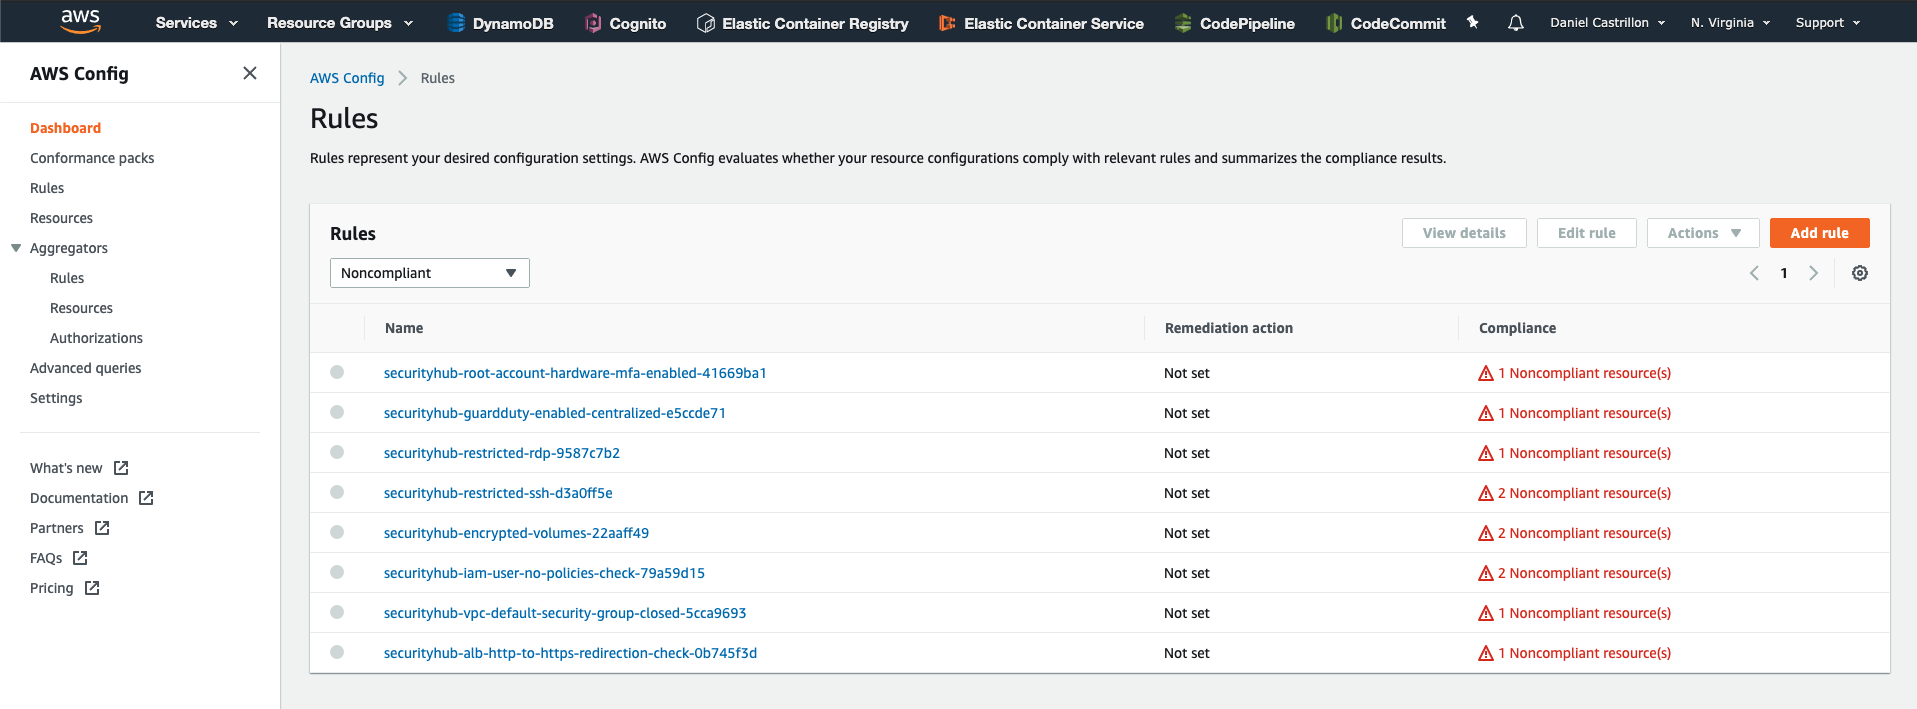 aws Services Resource Groups DynamoDB Cognito Elastic Container Registry Elastic Container Service CodePipeline CodeCommit Daniel Castrillon N. Virginia Support
AWS Config
Dashboard
Conformance packs
Rules
Resources
Aggregators
Rules
Resources
Authorizations
Advanced queries
Settings
What's new
Documentation
Partners
FAQs
Pricing
AWS Config Rules
Rules
Rules represent your desired configuration settings. AWS Config evaluates whether your resource configurations comply with relevant rules and summarizes the compliance results.
Rules View details Edit rule Actions Add rule
Noncompliant 1
Name Remediation action Compliance
securityhub-root-account-hardware-mfa-enabled-41669ba1 Not set 1 Noncompliant resource(s)
securityhub-guardduty-enabled-centralized-e5ccde71 Not set 1 Noncompliant resource(s)
securityhub-restricted-rdp-9587c7b2 Not set 1 Noncompliant resource(s)
securityhub-restricted-ssh-d3a0ff5e Not set 2 Noncompliant resource(s)
securityhub-encrypted-volumes-22aaff49 Not set 2 Noncompliant resource(s)
securityhub-iam-user-no-policies-check-79a59d15 Not set 2 Noncompliant resource(s)
securityhub-vpc-default-security-group-closed-5cca9693 Not set 1 Noncompliant resource(s)
securityhub-alb-http-to-https-redirection-check-0b745f3d Not set 1 Noncompliant resource(s)